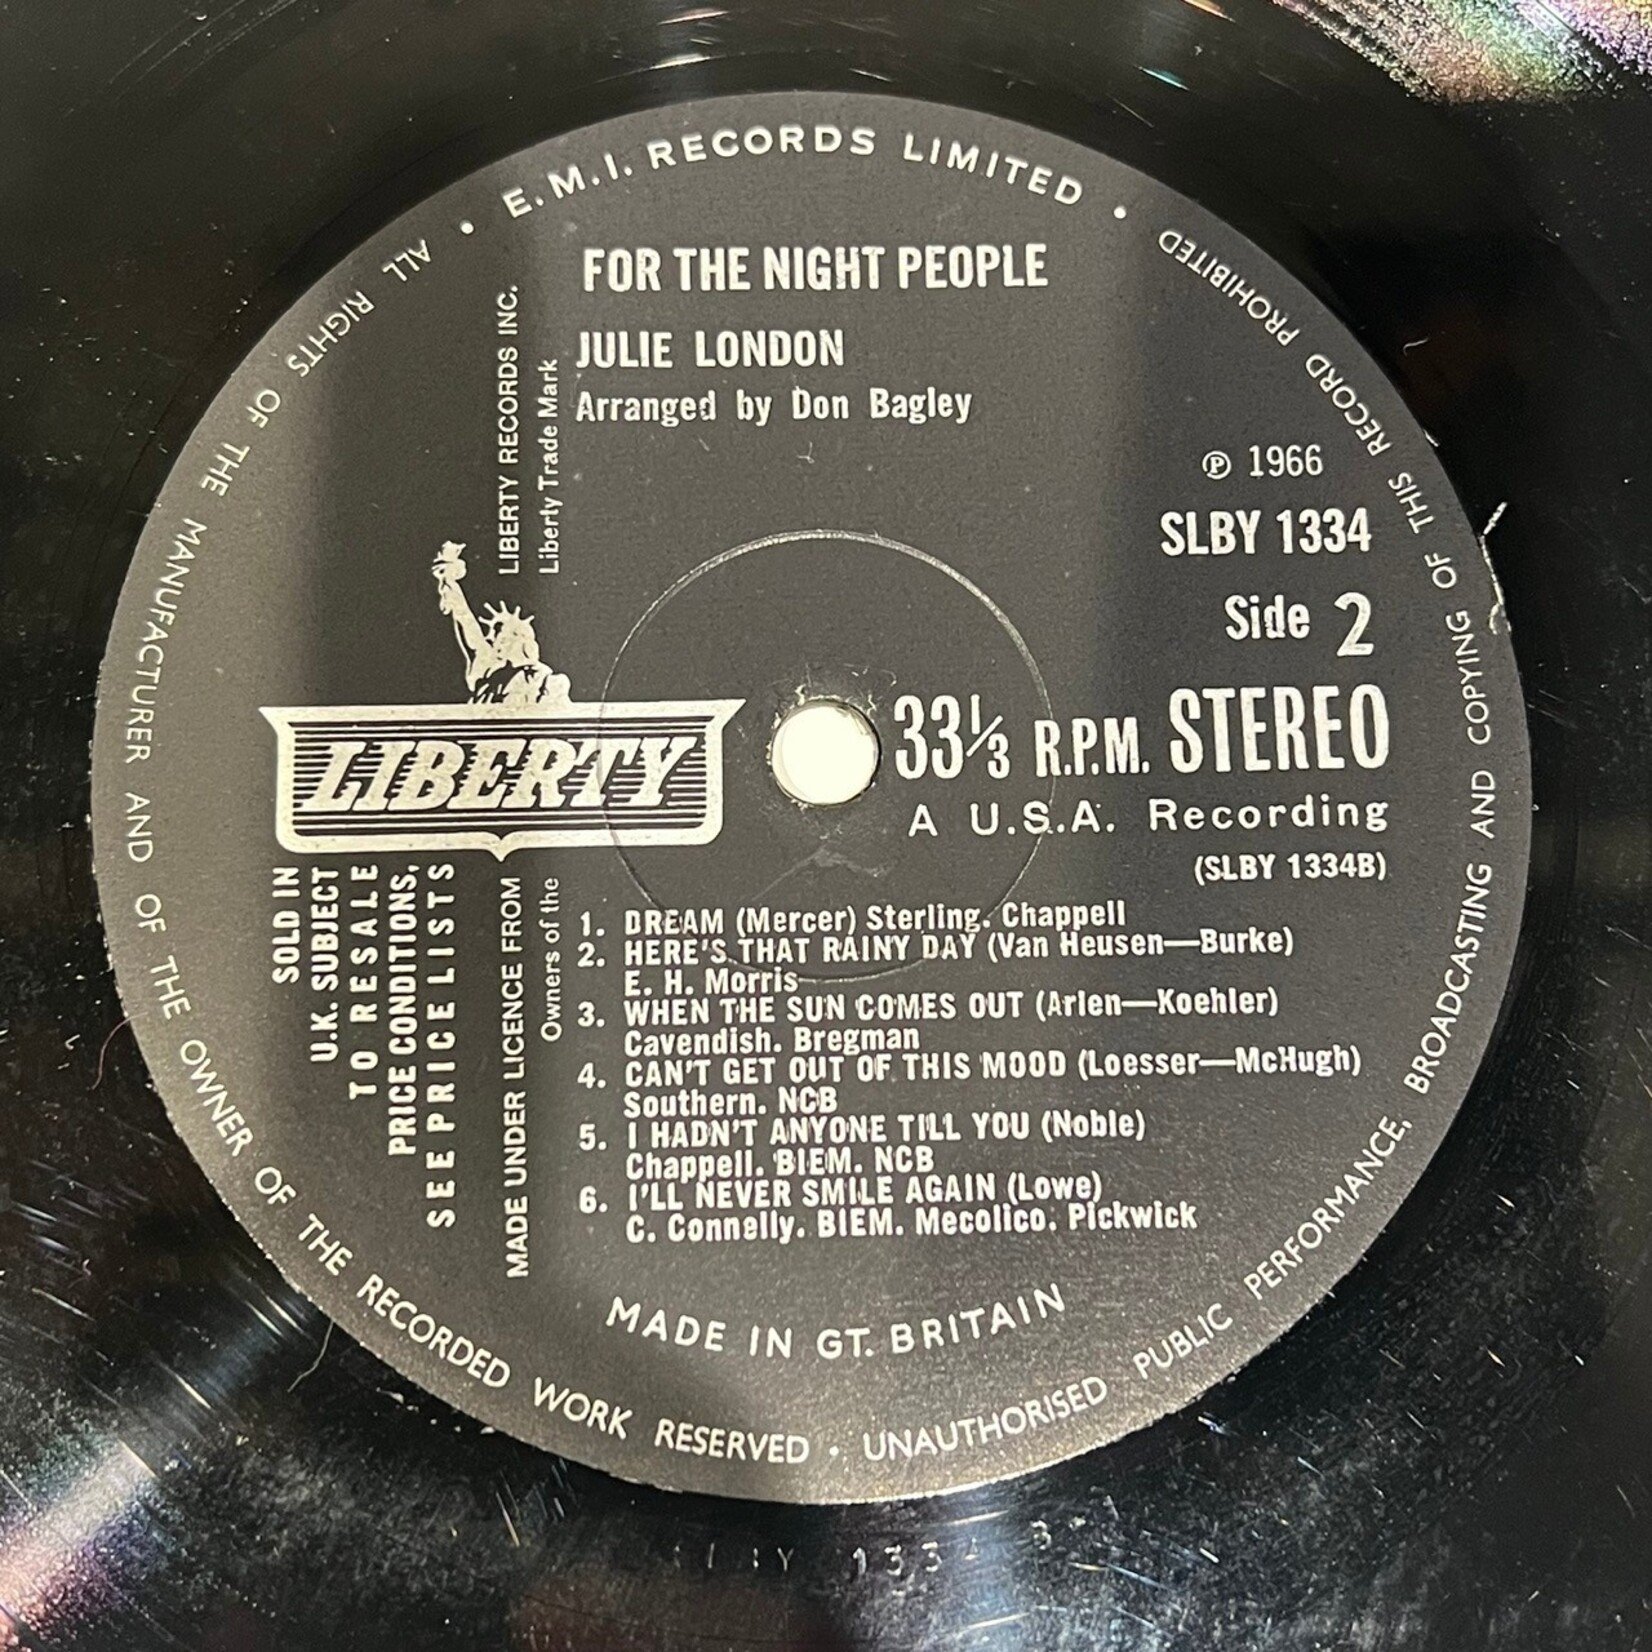 E.M.I. RECORDS LIMITED •
FOR THE NIGHT PEOPLE
JULIE LONDON
Arranged by Don Bagley
℗ 1966
SLBY 1334
Side 2
33⅓ R.P.M. STEREO
A U.S.A. Recording
(SLBY 1334B)
LIBERTY RECORDS INC.
Liberty Trade Mark
LIBERTY
SOLD IN
U.K. SUBJECT
TO RESALE
PRICE CONDITIONS,
SEE PRICE LISTS
MADE UNDER LICENCE FROM
Owners of the
1. DREAM (Mercer) Sterling. Chappell
2. HERE'S THAT RAINY DAY (Van Heusen—Burke)
E. H. Morris
3. WHEN THE SUN COMES OUT (Arlen—Koehler)
Cavendish. Bregman
4. CAN'T GET OUT OF THIS MOOD (Loesser—McHugh)
Southern. NCB
5. I HADN'T ANYONE TILL YOU (Noble)
Chappell. BIEM. NCB
6. I'LL NEVER SMILE AGAIN (Lowe)
C. Connelly. BIEM. Mecolico. Pickwick
MADE IN GT. BRITAIN
• ALL RIGHTS OF THE MANUFACTURER AND OF THE OWNER OF THE RECORDED WORK RESERVED • UNAUTHORISED PUBLIC PERFORMANCE, BROADCASTING AND COPYING OF THIS RECORD PROHIBITED